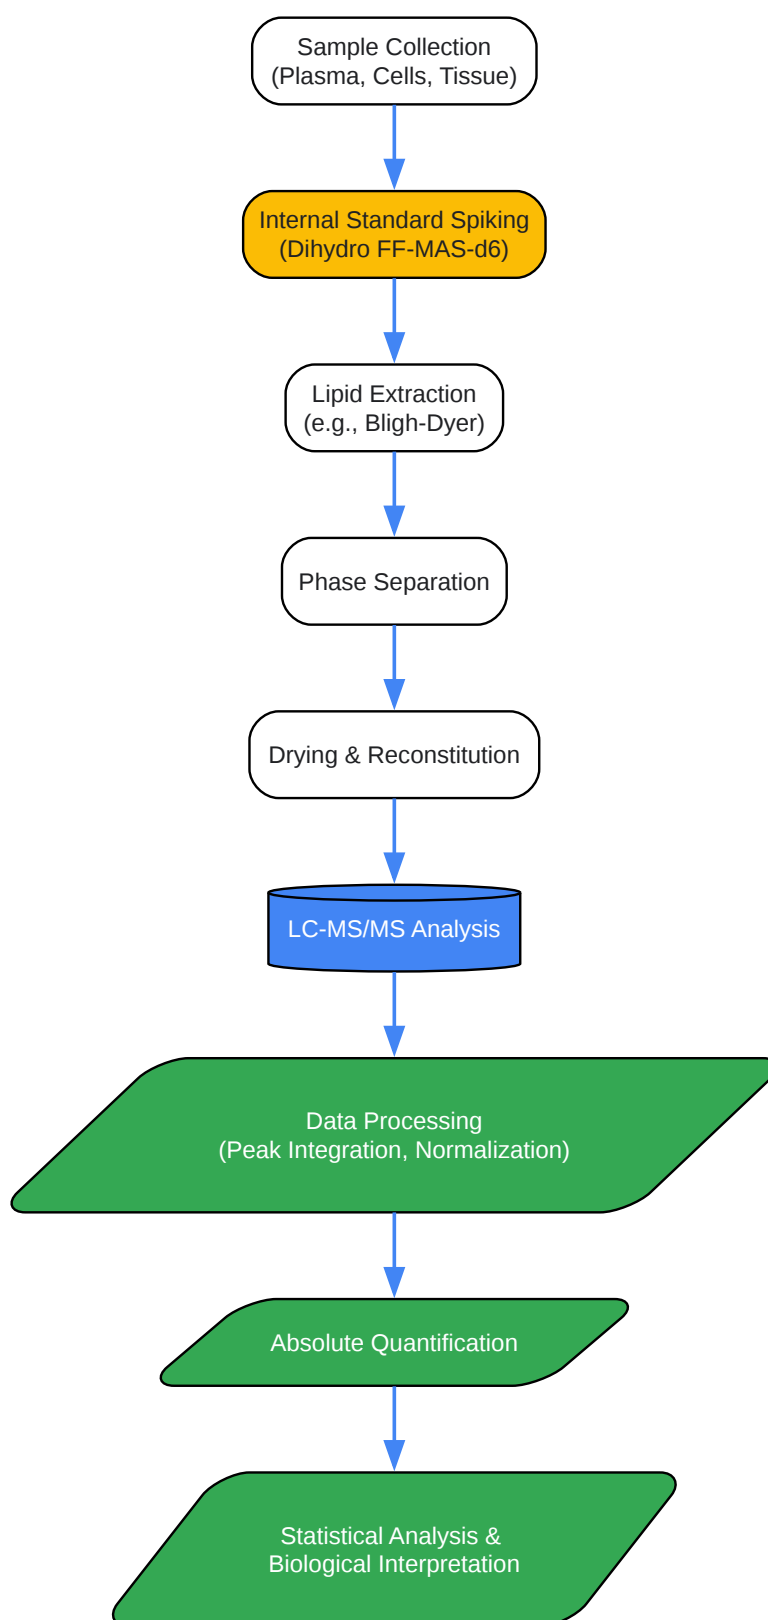 Sample Collection
(Plasma, Cells, Tissue)
Internal Standard Spiking
(Dihydro FF-MAS-d6)
Lipid Extraction
(e.g., Bligh-Dyer)
Phase Separation
Drying & Reconstitution
LC-MS/MS Analysis
Data Processing
(Peak Integration, Normalization)
Absolute Quantification
Statistical Analysis &
Biological Interpretation